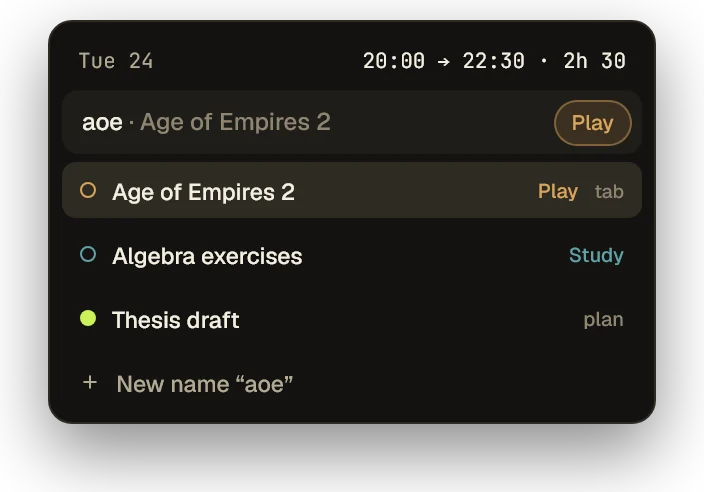 Tue 24 20:00 → 22:30 · 2h 30
aoe · Age of Empires 2 Play
Age of Empires 2 Play tab
Algebra exercises Study
Thesis draft plan
+ New name “aoe”